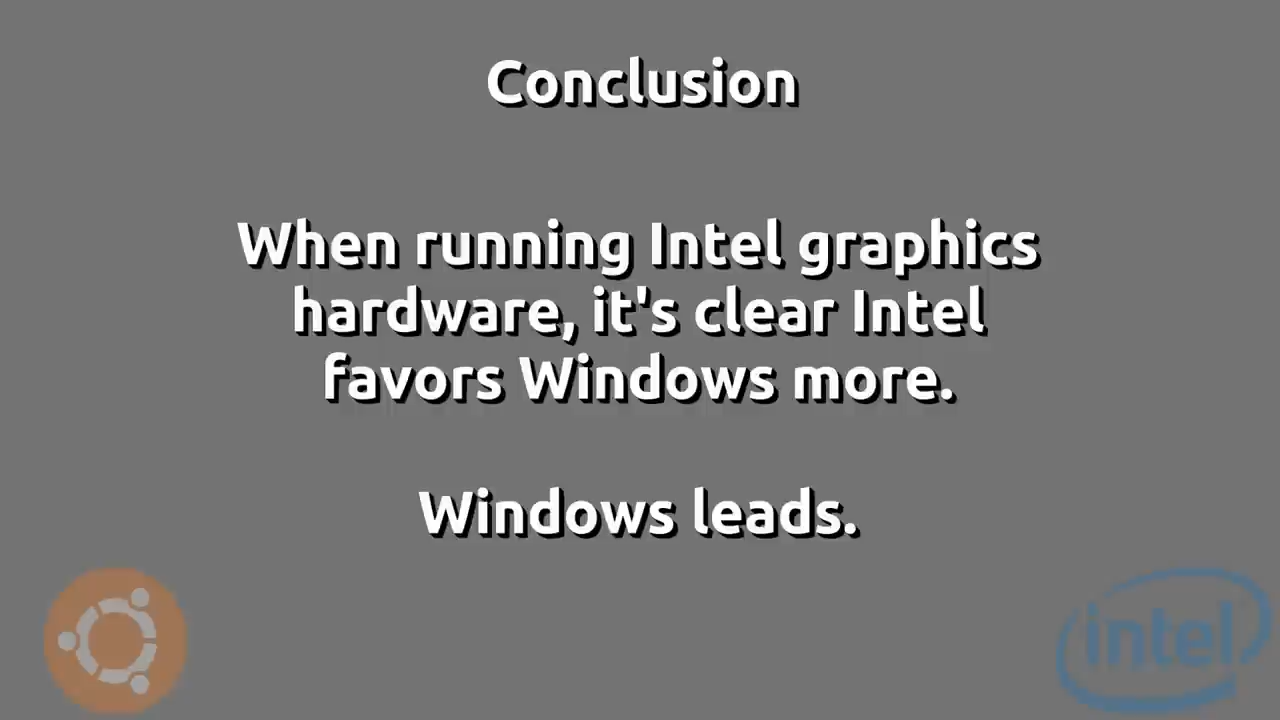 Conclusion
When running Intel graphics
hardware, it's clear Intel
favors Windows more.
Windows leads.
intel